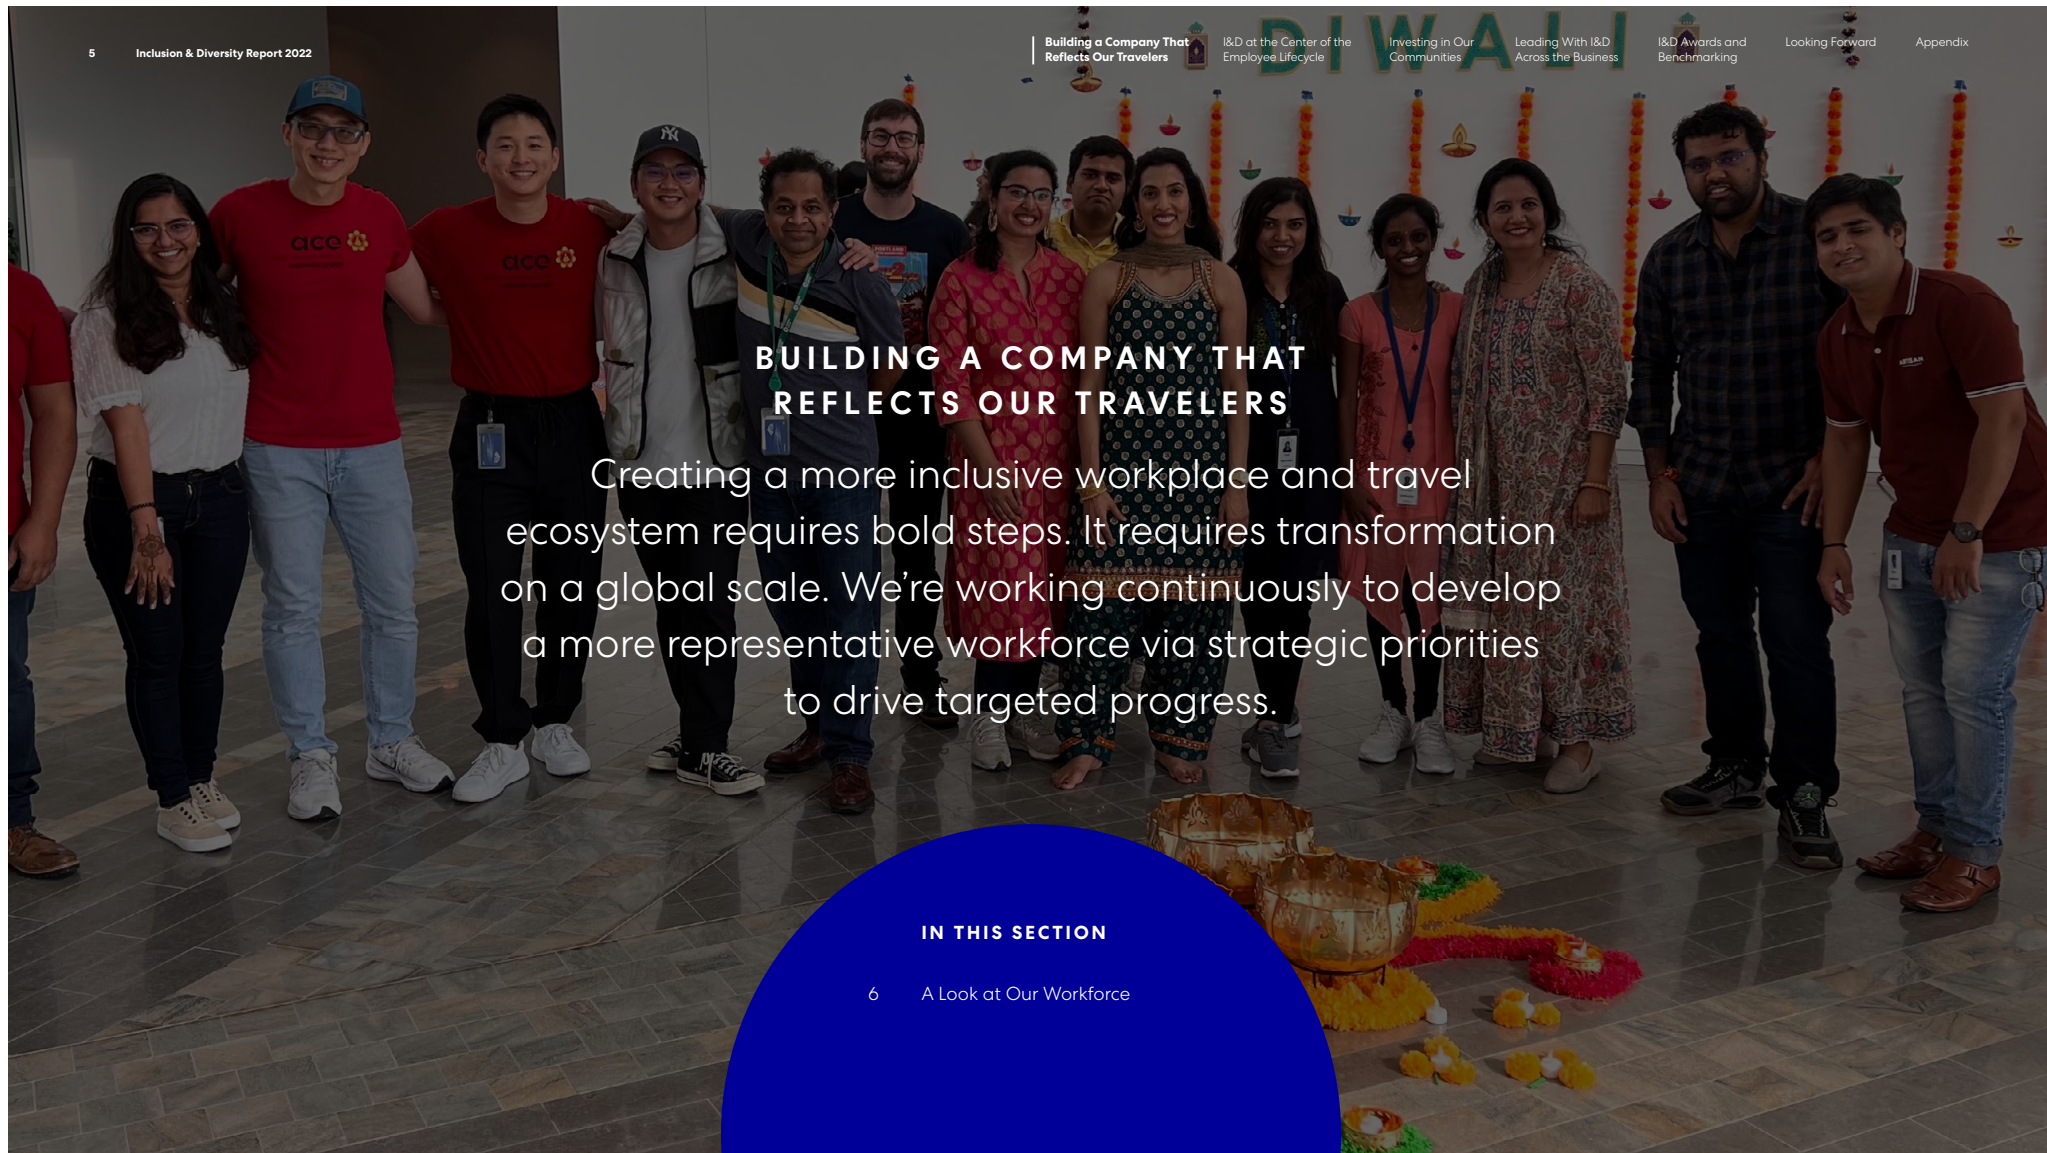 5
Inclusion & Diversity Report 2022
Building a Company That
Reflects Our Travelers
I&D at the Center of the
Employee Lifecycle
Investing in Our
Communities
Leading With I&D
Across the Business
I&D Awards and
Benchmarking
Looking Forward
Appendix
DIWALI
NY
ace
ace
BUILDING A COMPANY THAT
REFLECTS OUR TRAVELERS
Creating a more inclusive workplace and travel
ecosystem requires bold steps. It requires transformation
on a global scale. We’re working continuously to develop
a more representative workforce via strategic priorities
to drive targeted progress.
IN THIS SECTION
6 A Look at Our Workforce